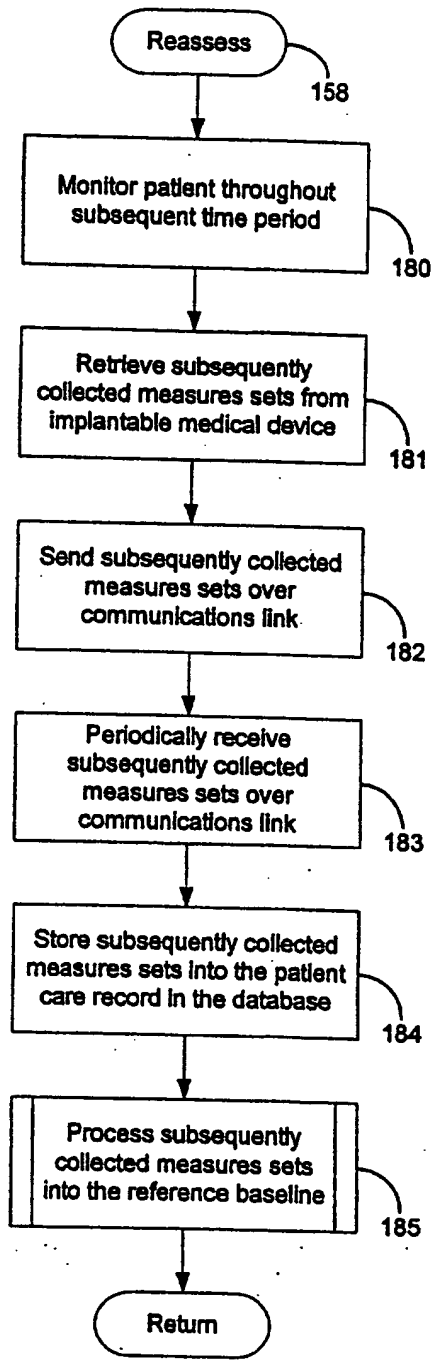 Reassess
158
Monitor patient throughout
subsequent time period
180
Retrieve subsequently
collected measures sets from
implantable medical device
181
Send subsequently collected
measures sets over
communications link
182
Periodically receive
subsequently collected
measures sets over
communications link
183
Store subsequently collected
measures sets into the patient
care record in the database
184
Process subsequently
collected measures sets
into the reference baseline
185
Return